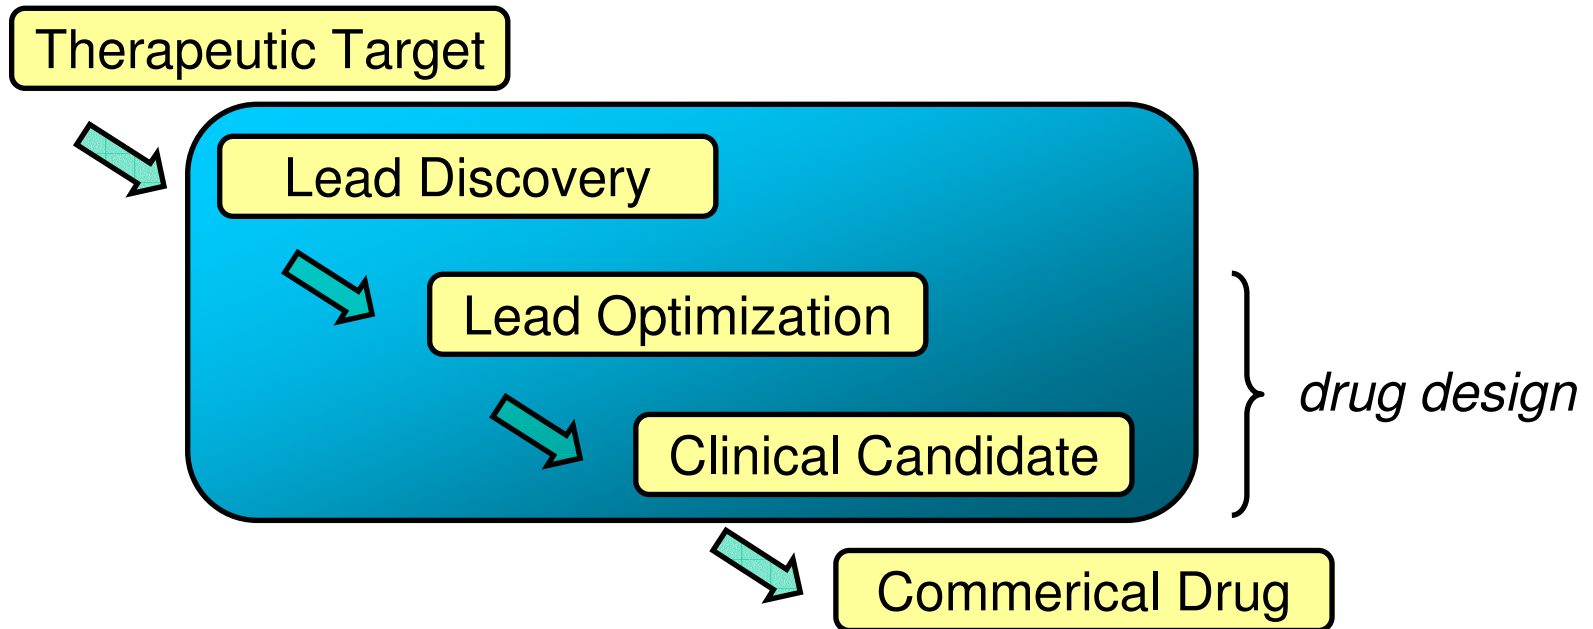 Therapeutic Target
Lead Discovery
Lead Optimization
drug design
Clinical Candidate
Commerical Drug